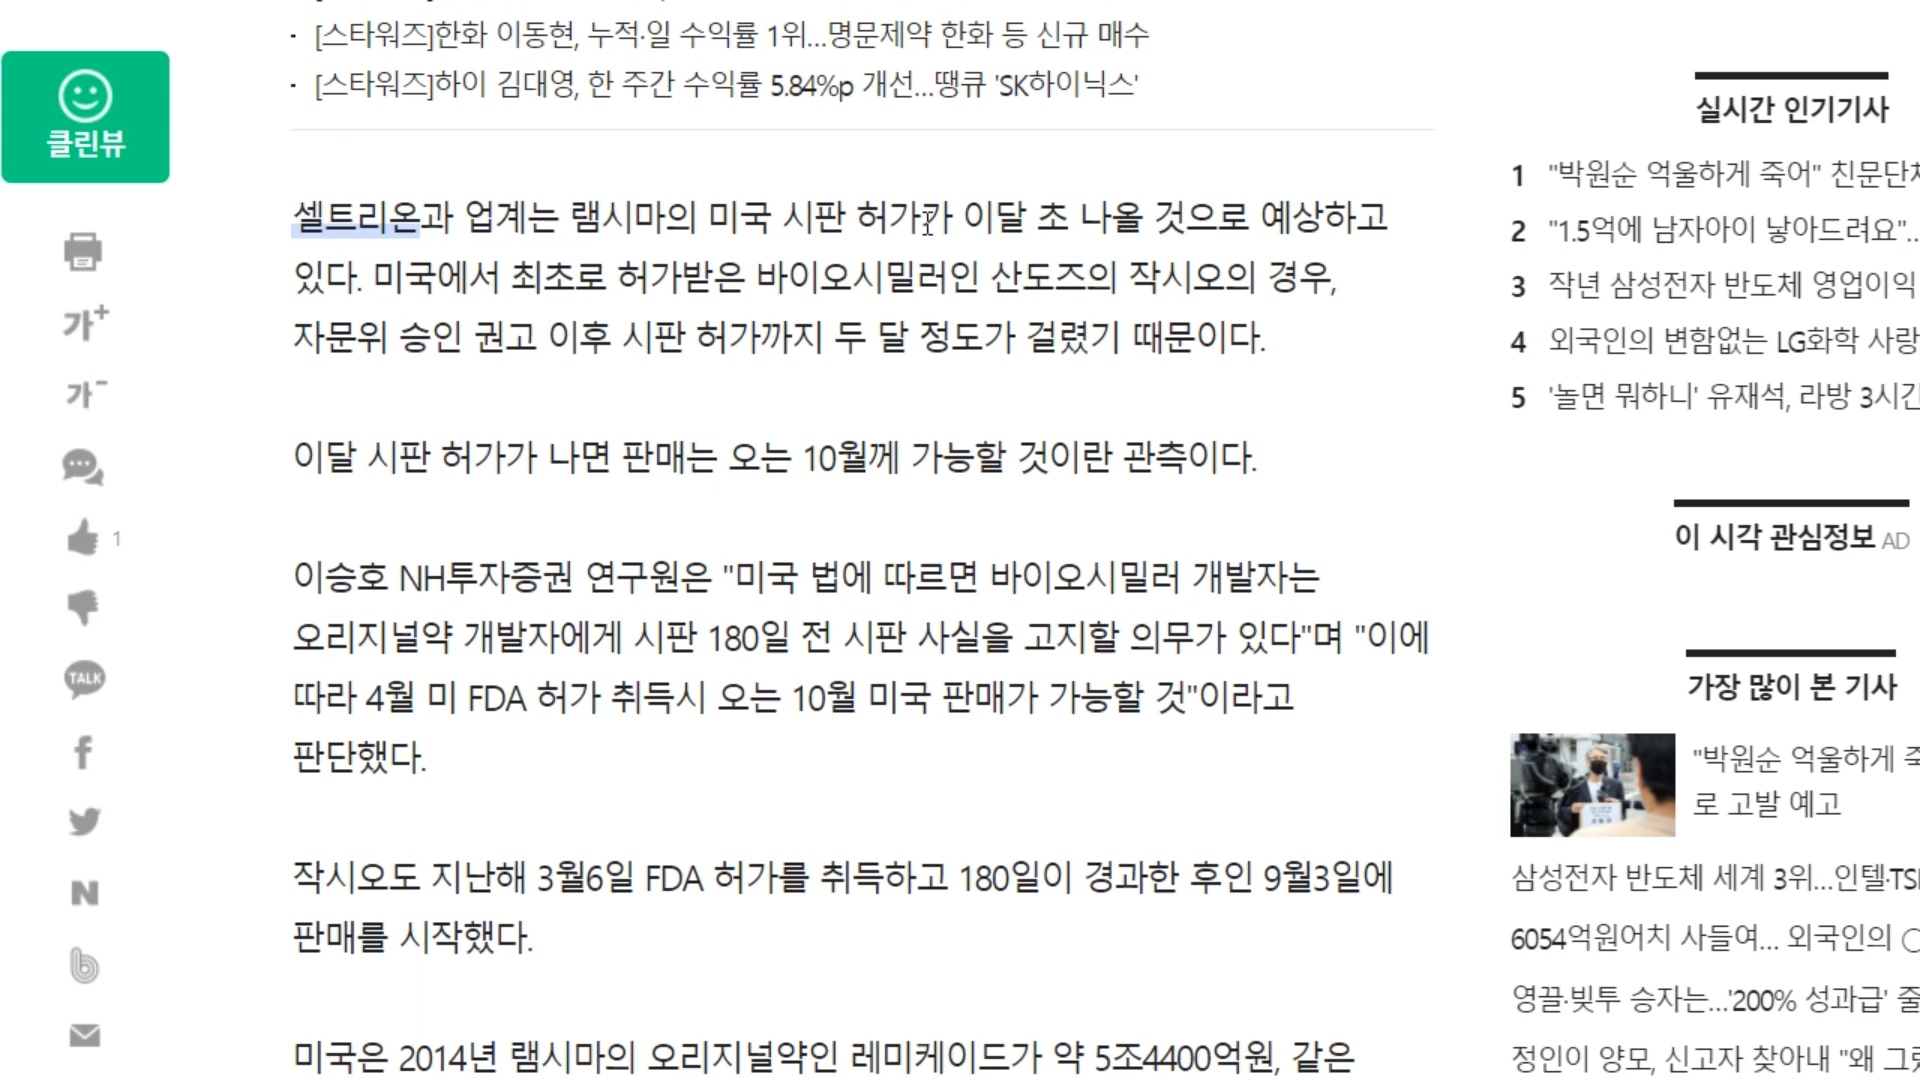 [스타워즈]한화 이동현, 누적·일 수익률 1위…명문제약 한화 등 신규 매수
[스타워즈]하이 김대영, 한 주간 수익률 5.84%p 개선…땡큐 'SK하이닉스'
클린뷰
가+
가-
1
TALK
셀트리온과 업계는 램시마의 미국 시판 허가가 이달 초 나올 것으로 예상하고
있다. 미국에서 최초로 허가받은 바이오시밀러인 산도즈의 작시오의 경우,
자문위 승인 권고 이후 시판 허가까지 두 달 정도가 걸렸기 때문이다.
이달 시판 허가가 나면 판매는 오는 10월께 가능할 것이란 관측이다.
이승호 NH투자증권 연구원은 "미국 법에 따르면 바이오시밀러 개발자는
오리지널약 개발자에게 시판 180일 전 시판 사실을 고지할 의무가 있다"며 "이에
따라 4월 미 FDA 허가 취득시 오는 10월 미국 판매가 가능할 것"이라고
판단했다.
작시오도 지난해 3월6일 FDA 허가를 취득하고 180일이 경과한 후인 9월3일에
판매를 시작했다.
미국은 2014년 램시마의 오리지널약인 레미케이드가 약 5조4400억원, 같은
실시간 인기기사
1 "박원순 억울하게 죽어" 친문단체
2 "1.5억에 남자아이 낳아드려요"..
3 작년 삼성전자 반도체 영업이익
4 외국인의 변함없는 LG화학 사랑
5 '놀면 뭐하니' 유재석, 라방 3시간
이 시각 관심정보 AD
가장 많이 본 기사
"박원순 억울하게
로 고발 예고
삼성전자 반도체 세계 3위…인텔·TS
6054억원어치 사들여… 외국인의
영끌·빚투 승자는…'200% 성과급' 줄
정인이 양모, 신고자 찾아내 "왜